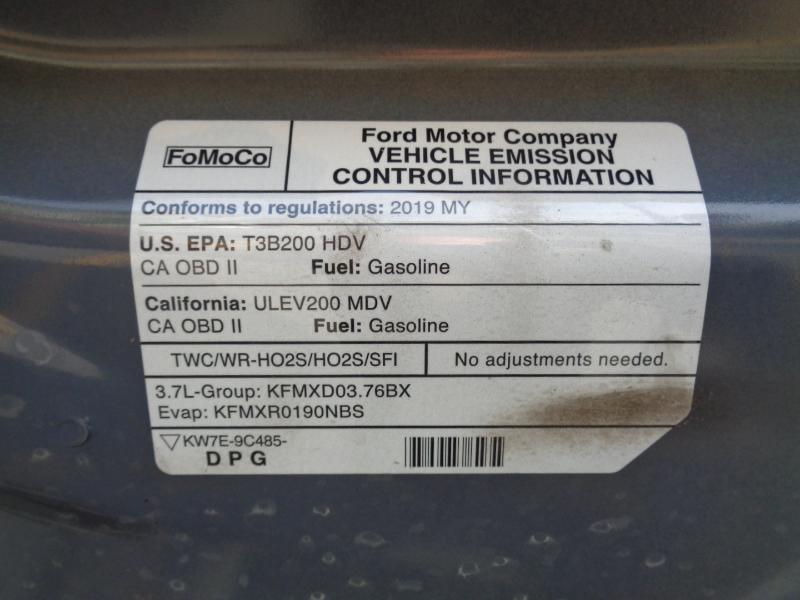 FoMoCo
Ford Motor Company
VEHICLE EMISSION
CONTROL INFORMATION
Conforms to regulations: 2019 MY
U.S. EPA: T3B200 HDV
CA OBD II Fuel: Gasoline
California: ULEV200 MDV
CA OBD II Fuel: Gasoline
TWC/WR-HO2S/HO2S/SFI
No adjustments needed.
3.7L-Group: KFMXD03.76BX
Evap: KFMXR0190NBS
KW7E-9C485-
D P G